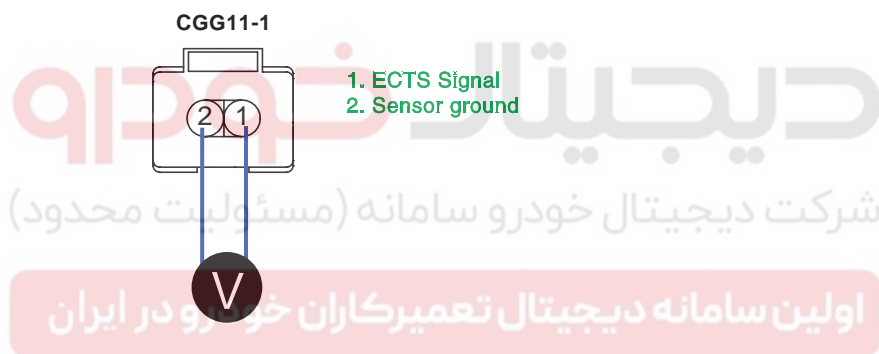 CGG11-1
1. ECTS Signal
2. Sensor ground
2 1
V
دیجیتال خودرو
شرکت دیجیتال خودرو سامانه (مسئولیت محدود)
اولین سامانه دیجیتال تعمیرکاران خودرو در ایران